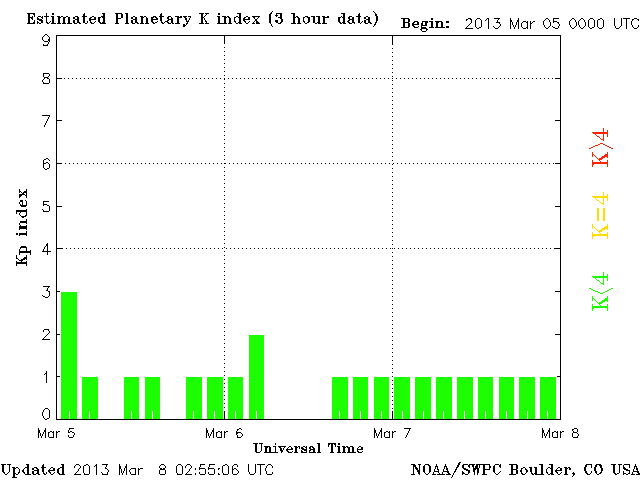 Estimated Planetary K index (3 hour data) Begin: 2013 Mar 05 0000 UTC
9
8
7
6
5
4
3
2
1
0
Kp index
K>4
K=4
K<4
Mar 5 Mar 6 Mar 7 Mar 8
Universal Time
Updated 2013 Mar 8 02:55:06 UTC NOAA/SWPC Boulder, CO USA